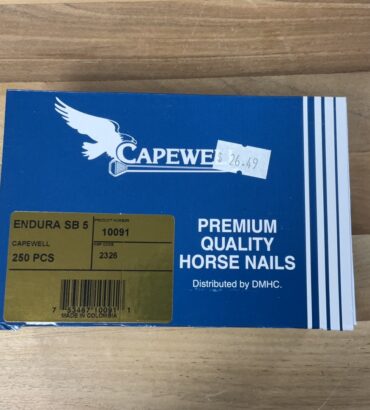 CAPEWE
$ 26.49
ENDURA SB 5
PRODUCT NUMBER
10091
CAPEWELL
2326
250 PCS
MADE IN COLOMBIA
PREMIUM
QUALITY
HORSE NAILS
Distributed by DMHC.